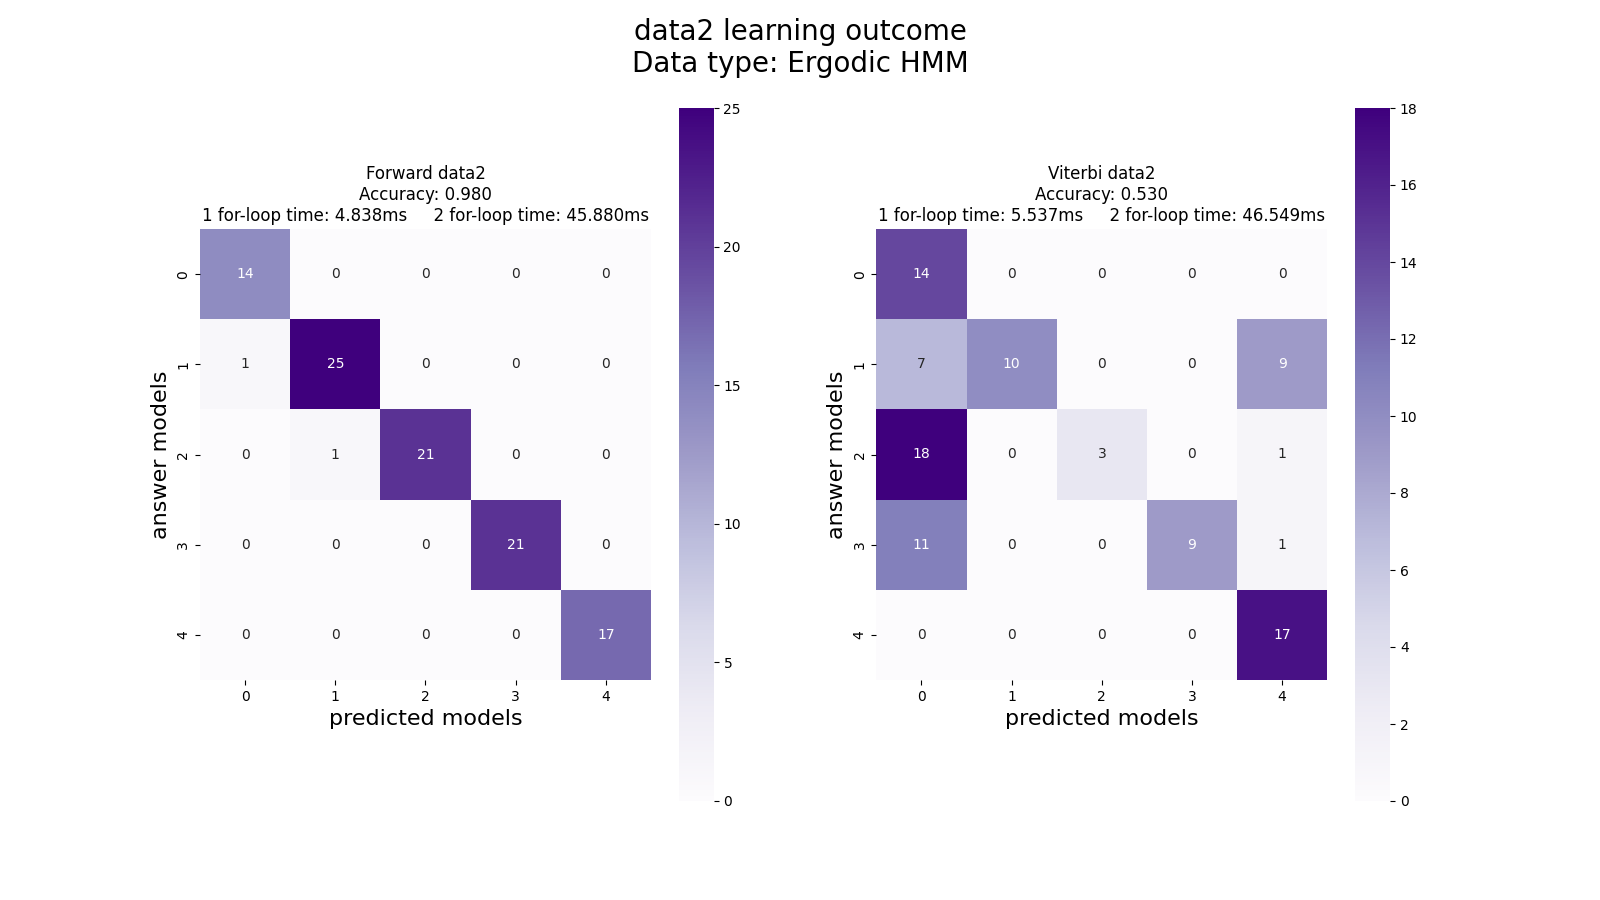 data2 learning outcome
Data type: Ergodic HMM
Forward data2
Accuracy: 0.980
1 for-loop time: 4.838ms 2 for-loop time: 45.880ms
0 14 0 0 0 0
1 1 25 0 0 0
2 0 1 21 0 0
3 0 0 0 21 0
4 0 0 0 0 17
0 1 2 3 4
predicted models
answer models
25
20
15
10
5
0
Viterbi data2
Accuracy: 0.530
1 for-loop time: 5.537ms 2 for-loop time: 46.549ms
0 14 0 0 0 0
1 7 10 0 0 9
2 18 0 3 0 1
3 11 0 0 9 1
4 0 0 0 0 17
0 1 2 3 4
predicted models
answer models
18
16
14
12
10
8
6
4
2
0